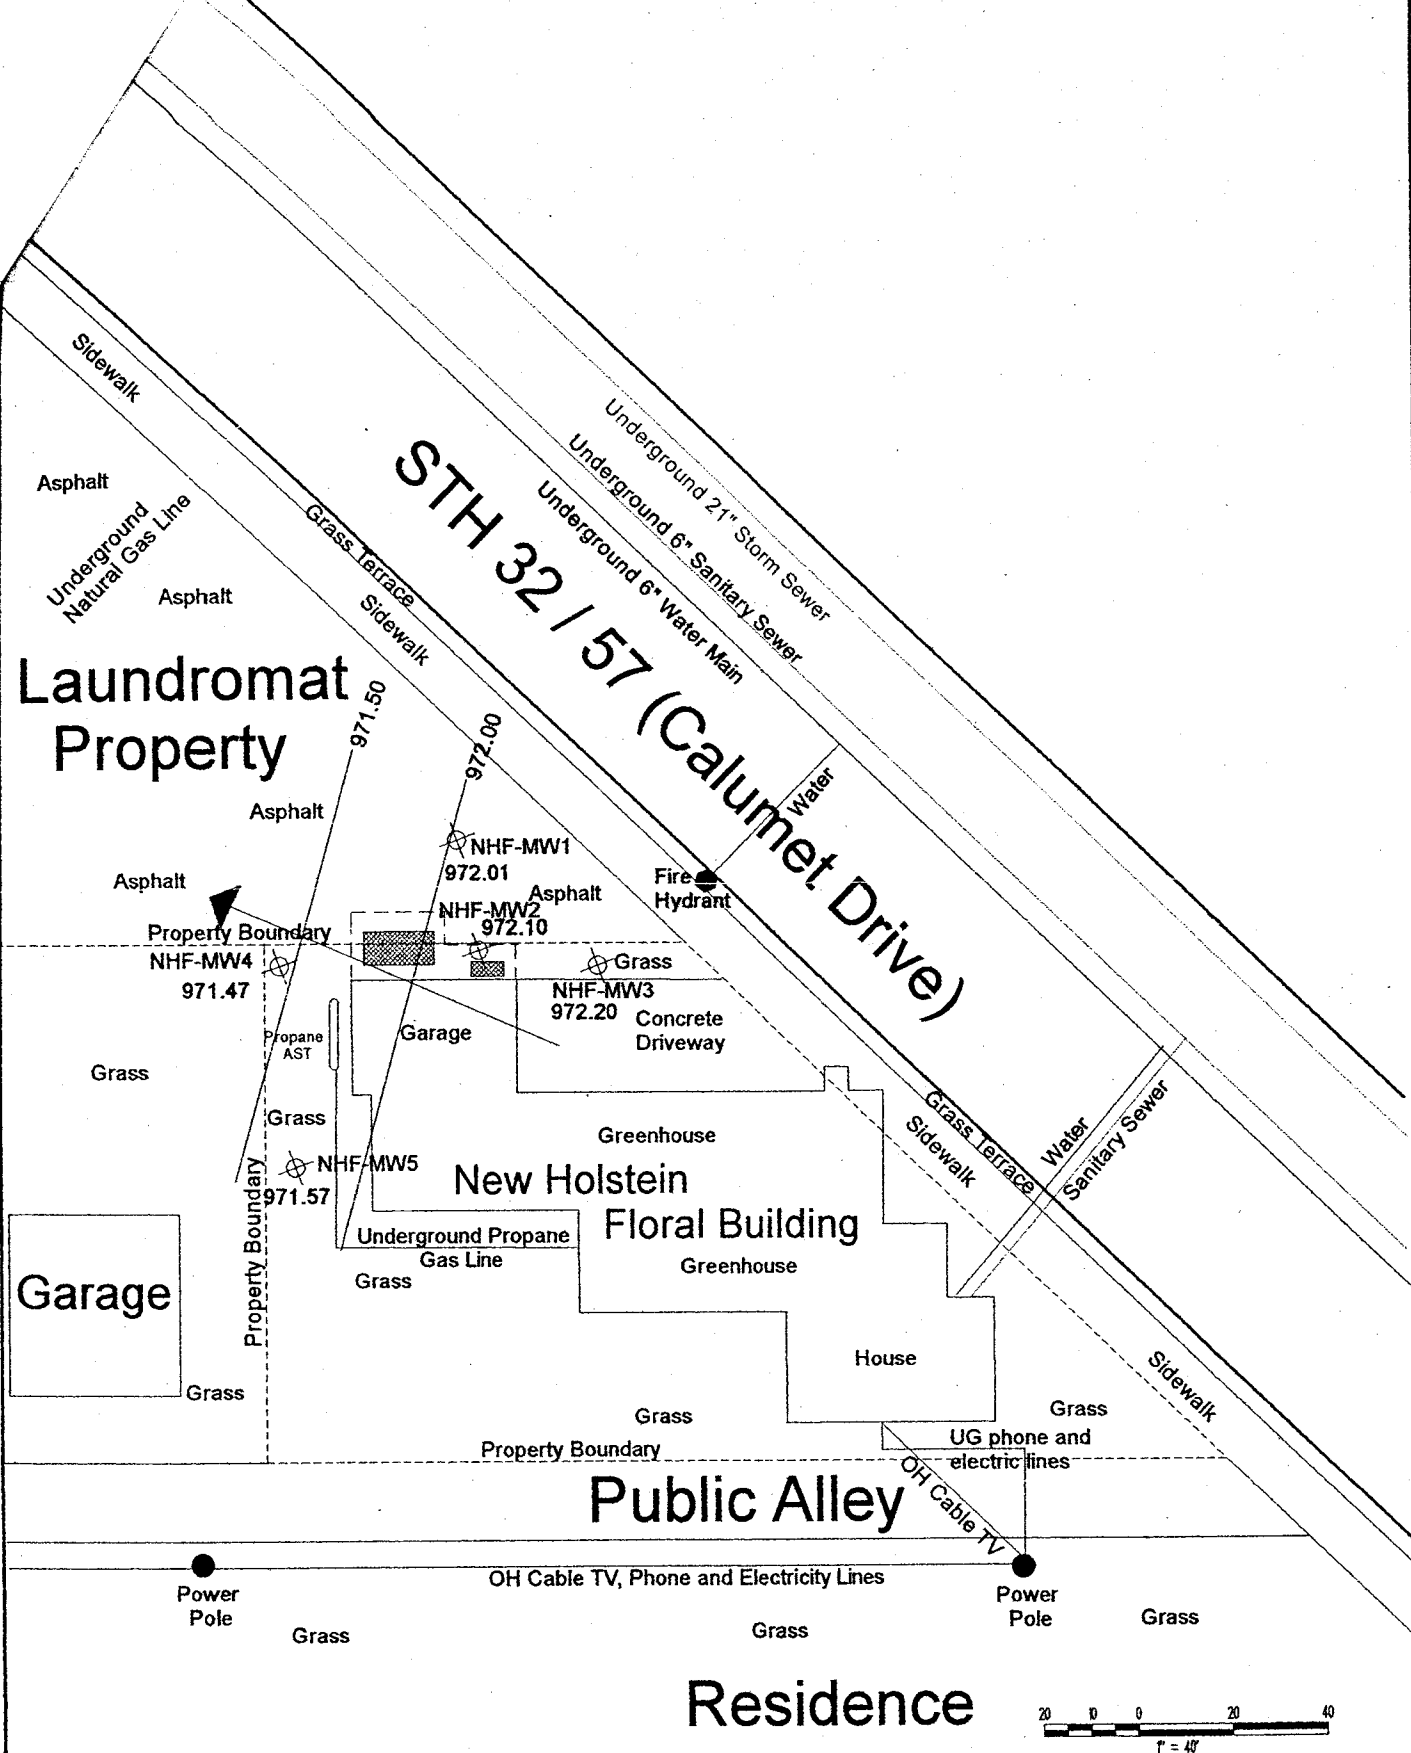 Sidewalk
Underground 21" Storm Sewer
Underground 6" Sanitary Sewer
Underground 6" Water Main
STH 32 / 57 (Calumet Drive)
Asphalt
Underground
Natural Gas Line
Grass Terrace
Asphalt
Sidewalk
Laundromat
Property
971.50
972.00
Water
Asphalt
NHF-MW1
972.01
Fire
Hydrant
Asphalt
Asphalt
NHF-MW2
972.10
Property Boundary
NHF-MW4
971.47
Grass
NHF-MW3
972.20
Concrete
Driveway
Propane
AST
Garage
Grass
Grass
Grass Terrace
Sidewalk
Water
Sanitary Sewer
Greenhouse
NHF-MW5
971.57
New Holstein
Floral Building
Property Boundary
Underground Propane
Gas Line
Greenhouse
Grass
Garage
House
Sidewalk
Grass
Grass
Grass
Property Boundary
UG phone and
electric lines
OH Cable TV
Public Alley
OH Cable TV, Phone and Electricity Lines
Power
Pole
Power
Pole
Grass
Grass
Grass
Residence
20 10 0 20 40
1" = 40'